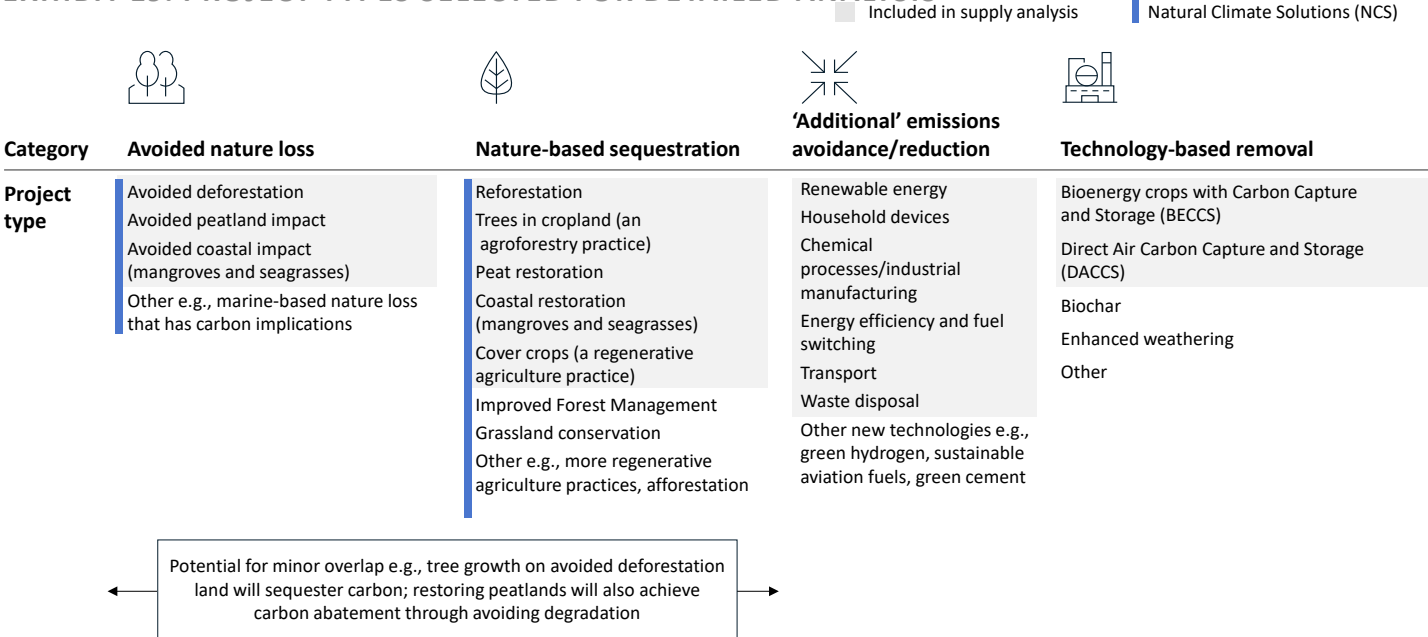 Included in supply analysis
Natural Climate Solutions (NCS)
Category
Avoided nature loss
Nature-based sequestration
‘Additional’ emissions
avoidance/reduction
Technology-based removal
Project
type
Avoided deforestation
Avoided peatland impact
Avoided coastal impact
(mangroves and seagrasses)
Other e.g., marine-based nature loss
that has carbon implications
Reforestation
Trees in cropland (an
agroforestry practice)
Peat restoration
Coastal restoration
(mangroves and seagrasses)
Cover crops (a regenerative
agriculture practice)
Improved Forest Management
Grassland conservation
Other e.g., more regenerative
agriculture practices, afforestation
Renewable energy
Household devices
Chemical
processes/industrial
manufacturing
Energy efficiency and fuel
switching
Transport
Waste disposal
Other new technologies e.g.,
green hydrogen, sustainable
aviation fuels, green cement
Bioenergy crops with Carbon Capture
and Storage (BECCS)
Direct Air Carbon Capture and Storage
(DACCS)
Biochar
Enhanced weathering
Other
Potential for minor overlap e.g., tree growth on avoided deforestation
land will sequester carbon; restoring peatlands will also achieve
carbon abatement through avoiding degradation